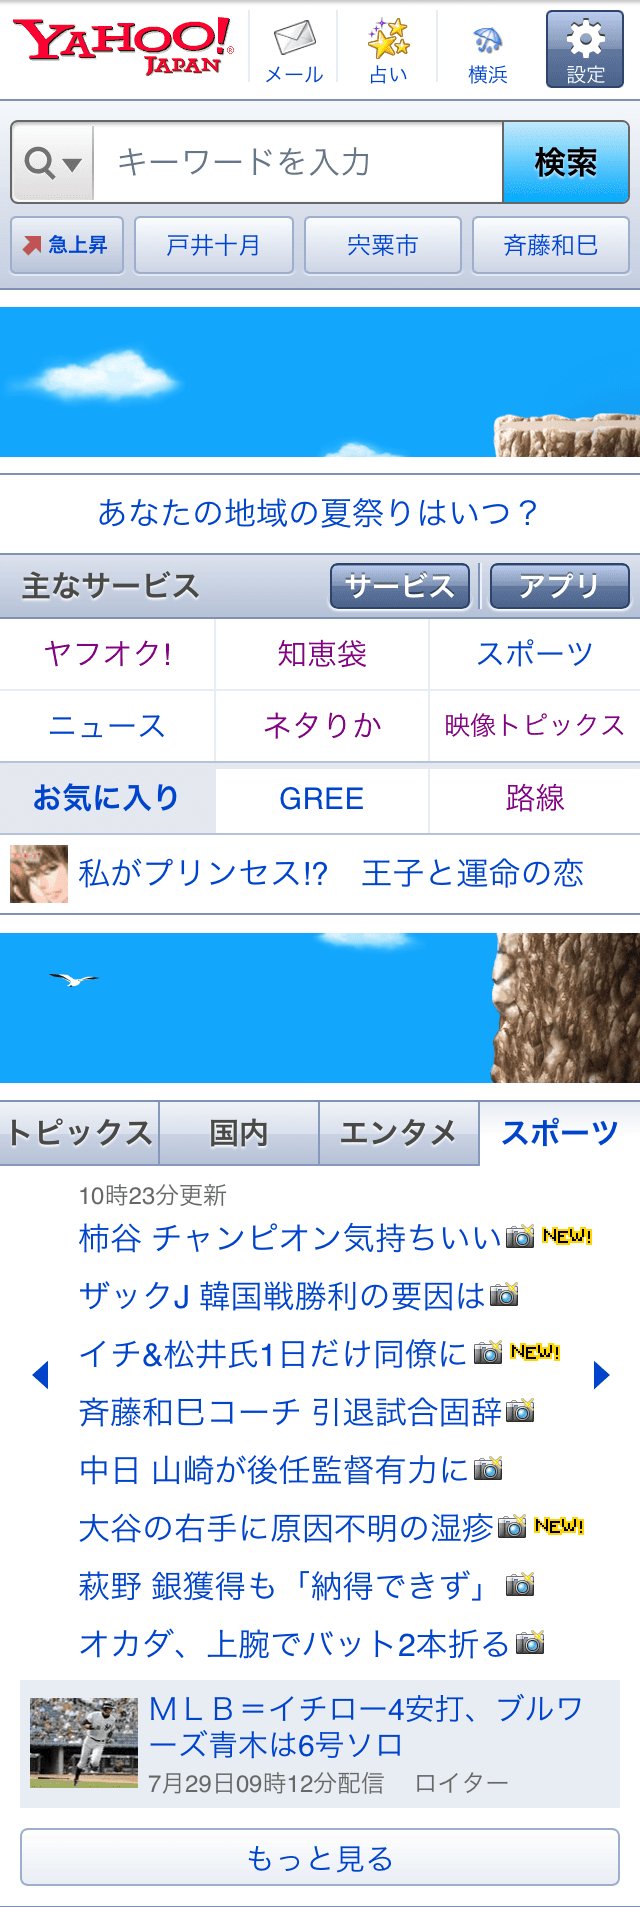 YAHOO! JAPAN
メール
占い
横浜
設定
キーワードを入力
検索
急上昇
戸井十月
宍粟市
斉藤和巳
あなたの地域の夏祭りはいつ？
主なサービス
サービス
アプリ
ヤフオク!
知恵袋
スポーツ
ニュース
ネタりか
映像トピックス
お気に入り
GREE
路線
私がプリンセス!?　王子と運命の恋
トピックス
国内
エンタメ
スポーツ
10時23分更新
柿谷 チャンピオン気持ちいい NEW!
ザックJ 韓国戦勝利の要因は
イチ&松井氏1日だけ同僚に NEW!
斉藤和巳コーチ 引退試合固辞
中日 山崎が後任監督有力に
大谷の右手に原因不明の湿疹 NEW!
萩野 銀獲得も「納得できず」
オカダ、上腕でバット2本折る
ＭＬＢ＝イチロー4安打、ブルワ
ーズ青木は6号ソロ
7月29日09時12分配信　ロイター
もっと見る